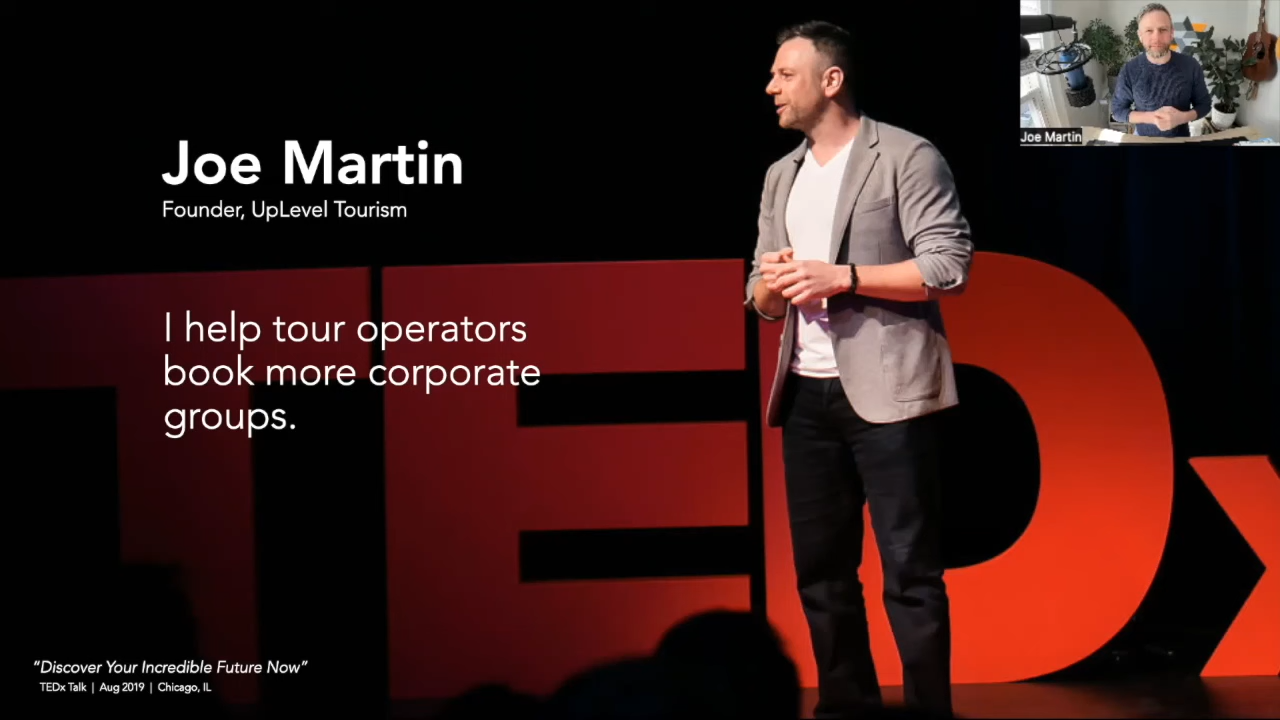 Joe Martin
Founder, UpLevel Tourism
I help tour operators
book more corporate
groups.
TEDx
"Discover Your Incredible Future Now"
TEDx Talk | Aug 2019 | Chicago, IL
Joe Martin